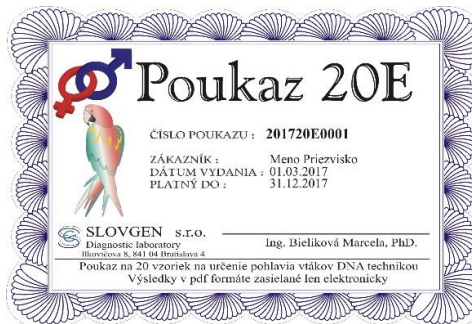 Poukaz 20E
ČÍSLO POUKAZU : 201720E0001
ZÁKAZNÍK : Meno Priezvisko
DÁTUM VYDANIA : 01.03.2017
PLATNÝ DO : 31.12.2017
SLOVGEN s.r.o.
Diagnostic laboratory
Ilkovičova 8, 841 04 Bratislava 4
Ing. Bieliková Marcela, PhD.
Poukaz na 20 vzoriek na určenie pohlavia vtákov DNA technikou
Výsledky v pdf formáte zasielané len elektronicky